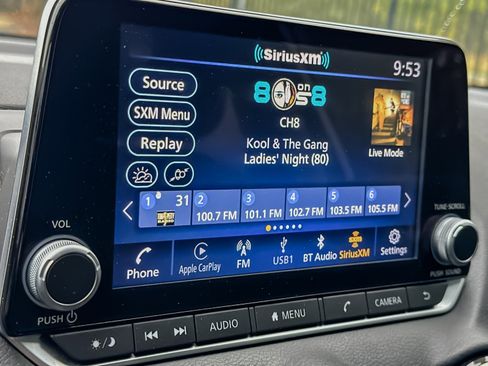 SiriusXM
9:53
Source
8 on 8
SXM Menu
CH8
Replay
Kool & The Gang
Ladies' Night (80)
Live Mode
1 31
2 100.7 FM
3 101.1 FM
4 102.7 FM
5 103.5 FM
6 105.5 FM
Phone
Apple CarPlay
FM
USB1
BT Audio
SiriusXM
Settings
VOL
PUSH
TUNE·SCROLL
PUSH SOUND
AUDIO
MENU
CAMERA